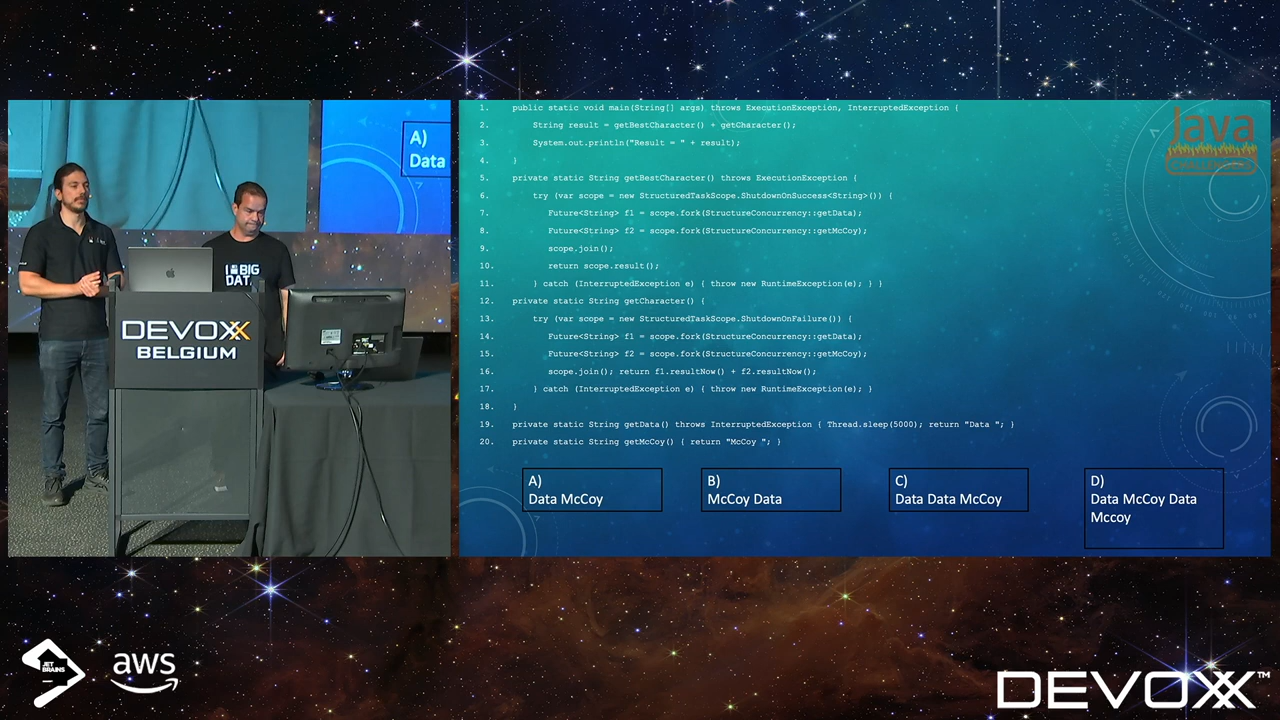 A)
Data
I BIG
DATA
DEVOXX
BELGIUM
Java
CHALLENGERS
1. public static void main(String[] args) throws ExecutionException, InterruptedException {
2. String result = getBestCharacter() + getCharacter();
3. System.out.println("Result = " + result);
4. }
5. private static String getBestCharacter() throws ExecutionException {
6. try (var scope = new StructuredTaskScope.ShutdownOnSuccess<String>()) {
7. Future<String> f1 = scope.fork(StructureConcurrency::getData);
8. Future<String> f2 = scope.fork(StructureConcurrency::getMcCoy);
9. scope.join();
10. return scope.result();
11. } catch (InterruptedException e) { throw new RuntimeException(e); } }
12. private static String getCharacter() {
13. try (var scope = new StructuredTaskScope.ShutdownOnFailure()) {
14. Future<String> f1 = scope.fork(StructureConcurrency::getData);
15. Future<String> f2 = scope.fork(StructureConcurrency::getMcCoy);
16. scope.join(); return f1.resultNow() + f2.resultNow();
17. } catch (InterruptedException e) { throw new RuntimeException(e); }
18. }
19. private static String getData() throws InterruptedException { Thread.sleep(5000); return "Data "; }
20. private static String getMcCoy() { return "McCoy "; }
A)
Data McCoy
B)
McCoy Data
C)
Data Data McCoy
D)
Data McCoy Data
Mccoy
JET
BRAINS
aws
DEVOXX™